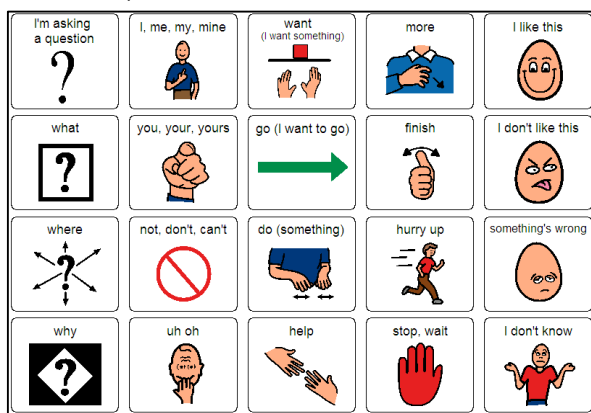 I'm asking
a question
I, me, my, mine
want
(I want something)
more
I like this
?
what
you, your, yours
go (I want to go)
finish
I don't like this
?
where
not, don't, can't
do (something)
hurry up
something's wrong
?
why
uh oh
help
stop, wait
I don't know
?